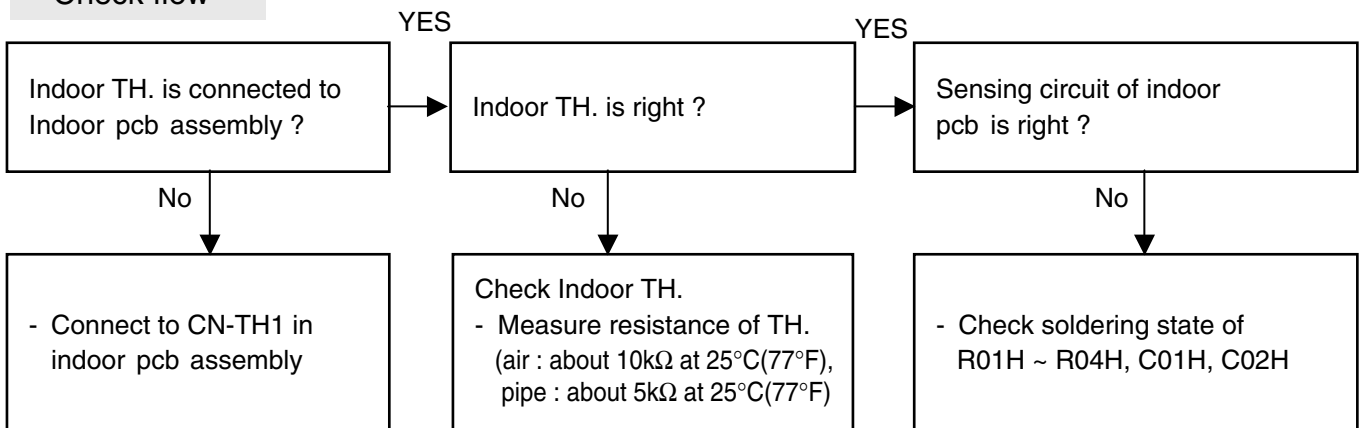 Check flow
YES
YES
Indoor TH. is connected to
Indoor pcb assembly ?
Indoor TH. is right ?
Sensing circuit of indoor
pcb is right ?
No
No
No
- Connect to CN-TH1 in
indoor pcb assembly
Check Indoor TH.
- Measure resistance of TH.
(air : about 10kΩ at 25°C(77°F),
pipe : about 5kΩ at 25°C(77°F)
- Check soldering state of
R01H ~ R04H, C01H, C02H